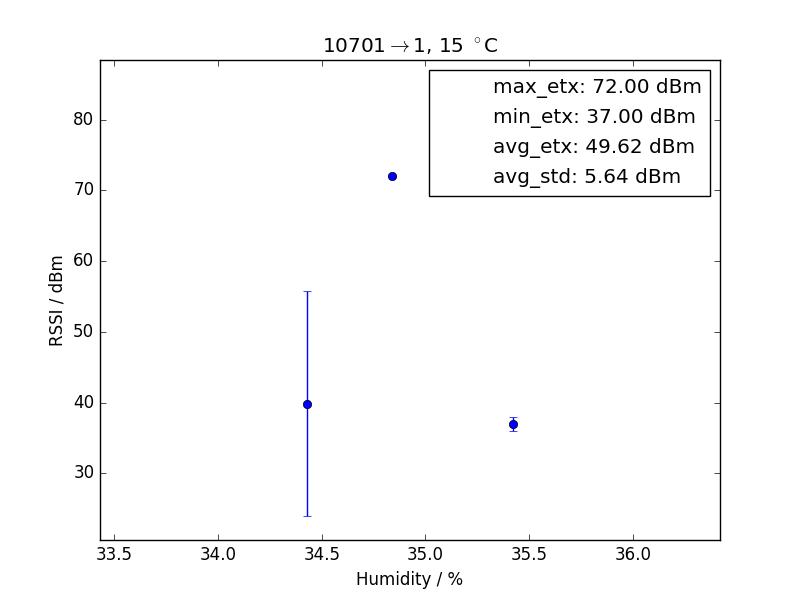 10701→1, 15 °C
max_etx: 72.00 dBm
min_etx: 37.00 dBm
avg_etx: 49.62 dBm
avg_std: 5.64 dBm
RSSI / dBm
80
70
60
50
40
30
33.5 34.0 34.5 35.0 35.5 36.0
Humidity / %